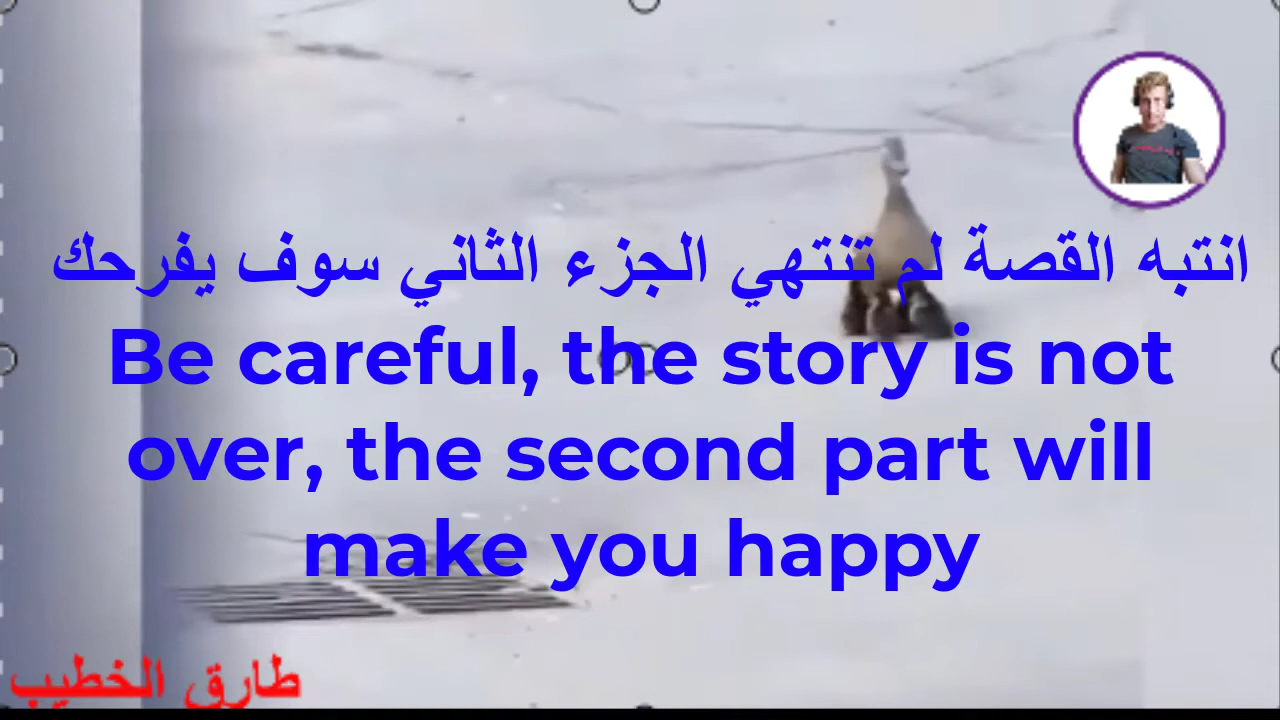 انتبه القصة لم تنتهي الجزء الثاني سوف يفرحك
Be careful, the story is not
over, the second part will
make you happy
طارق الخطيب